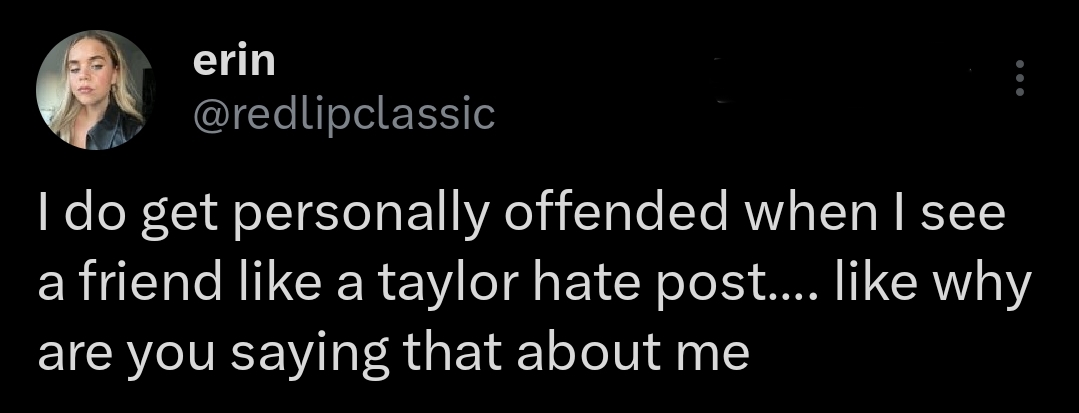 erin
@redlipclassic
I do get personally offended when I see
a friend like a taylor hate post.... like why
are you saying that about me